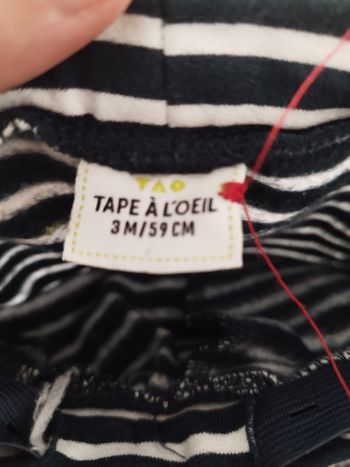 TAO
TAPE À L'OEIL
3M/59CM